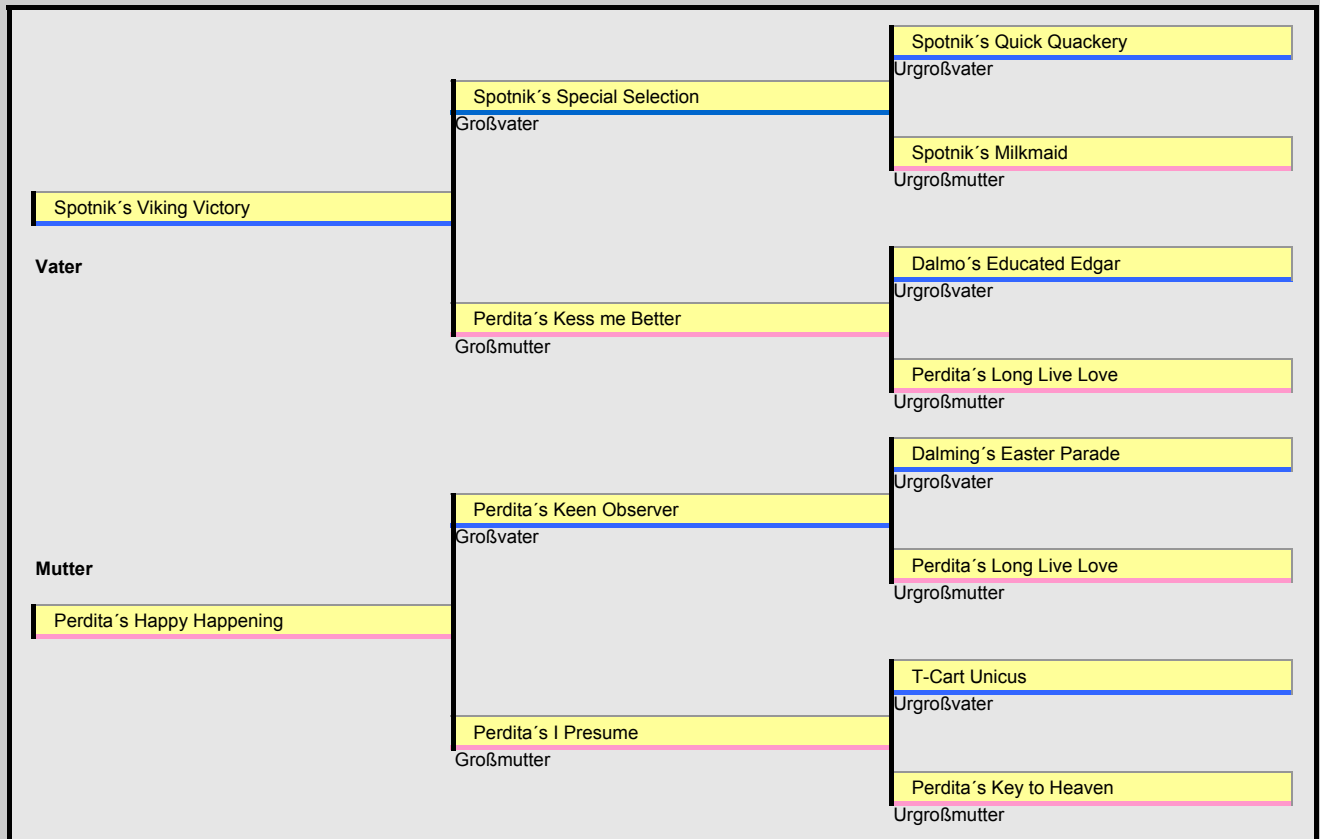 Spotnik´s Quick Quackery
Urgroßvater
Spotnik´s Special Selection
Großvater
Spotnik´s Milkmaid
Urgroßmutter
Spotnik´s Viking Victory
Vater
Dalmo´s Educated Edgar
Urgroßvater
Perdita´s Kess me Better
Großmutter
Perdita´s Long Live Love
Urgroßmutter
Dalming´s Easter Parade
Urgroßvater
Perdita´s Keen Observer
Großvater
Mutter
Perdita´s Long Live Love
Urgroßmutter
Perdita´s Happy Happening
T-Cart Unicus
Urgroßvater
Perdita´s I Presume
Großmutter
Perdita´s Key to Heaven
Urgroßmutter